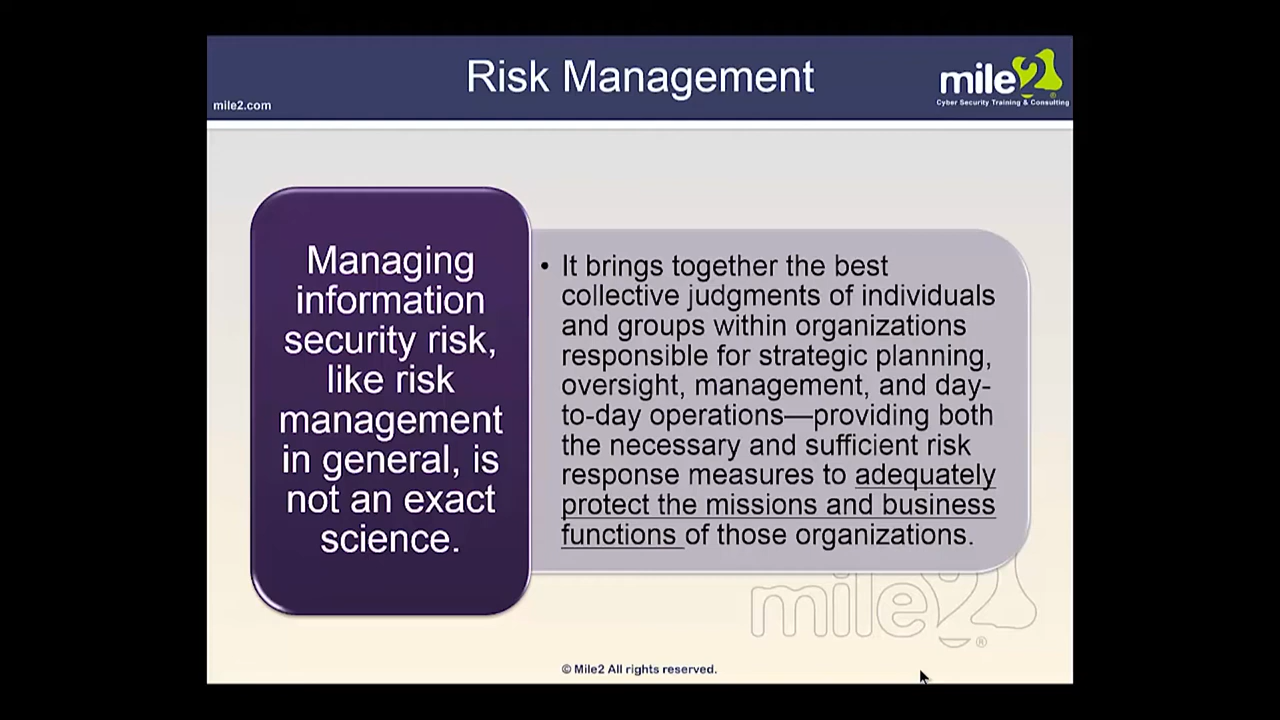 Risk Management
mile2
Cyber Security Training & Consulting
mile2.com
Managing
information
security risk,
like risk
management
in general, is
not an exact
science.
• It brings together the best
collective judgments of individuals
and groups within organizations
responsible for strategic planning,
oversight, management, and day-
to-day operations—providing both
the necessary and sufficient risk
response measures to adequately
protect the missions and business
functions of those organizations.
mile2®
© Mile2 All rights reserved.